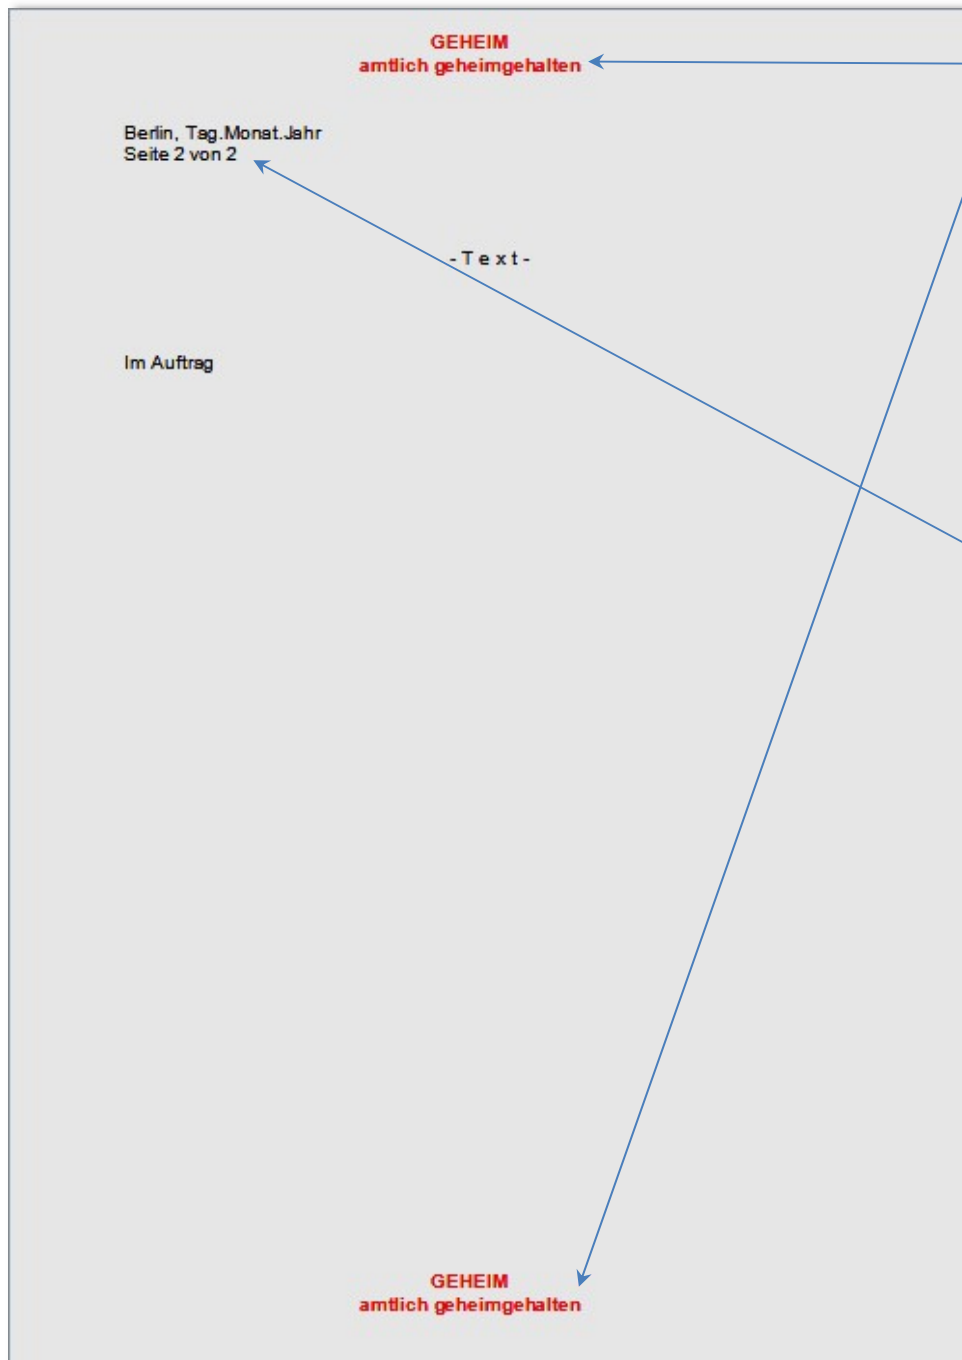 GEHEIM
amtlich geheimgehalten
Berlin, Tag.Monat.Jahr
Seite 2 von 2
- T e x t -
Im Auftrag
GEHEIM
amtlich geheimgehalten